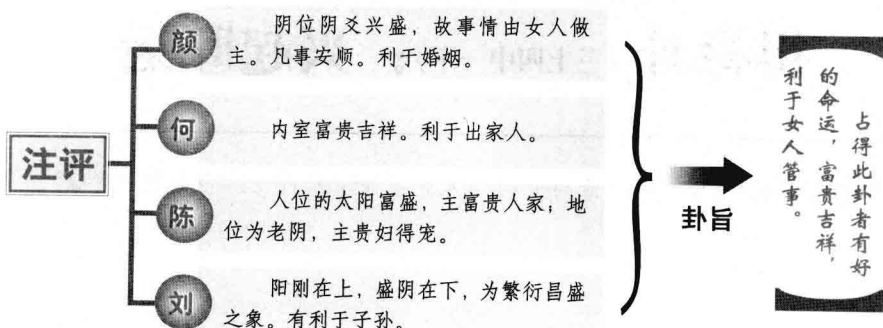 注评
颜
阴位阴爻兴盛，故事情由女人做
主。凡事安顺。利于婚姻。
何
内室富贵吉祥。利于出家人。
陈
人位的太阳富盛，主富贵人家；地
位为老阴，主贵妇得宠。
刘
阳刚在上，盛阴在下，为繁衍昌盛
之象。有利于子孙。
卦旨
占得此卦者有好
的命运，富贵吉祥，
利于女人管事。